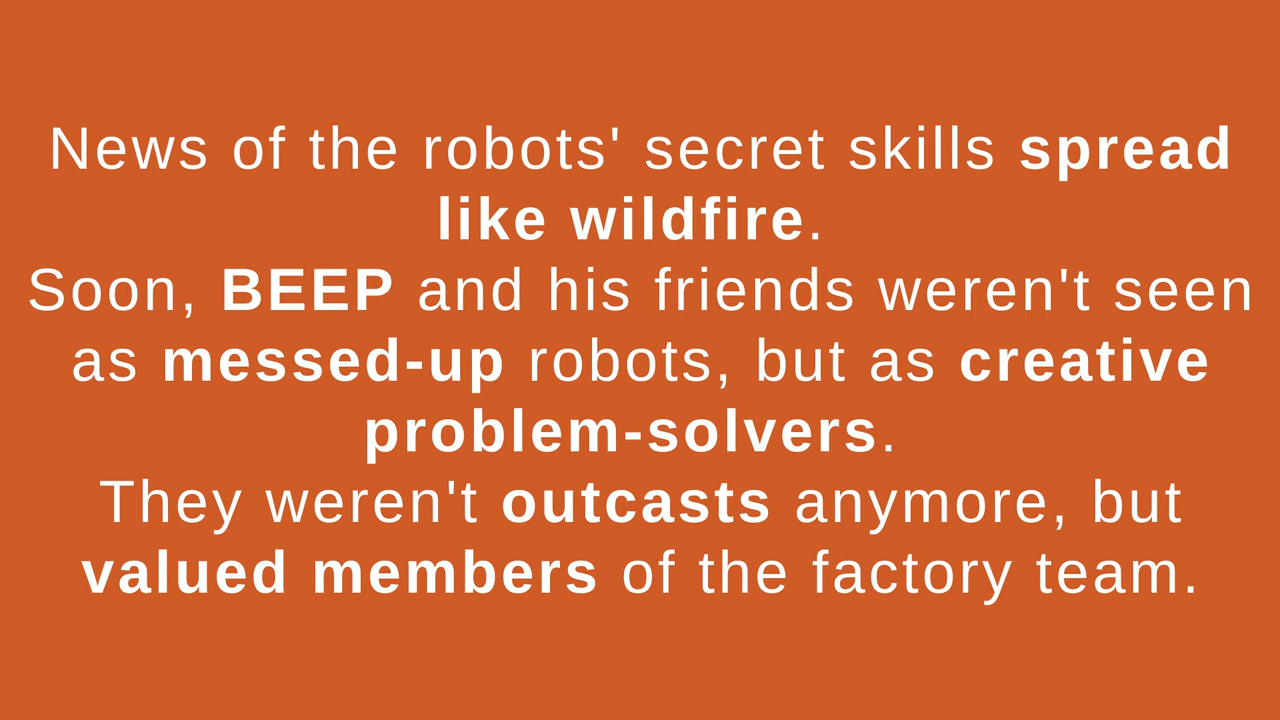 News of the robots' secret skills spread
like wildfire.
Soon, BEEP and his friends weren't seen
as messed-up robots, but as creative
problem-solvers.
They weren't outcasts anymore, but
valued members of the factory team.